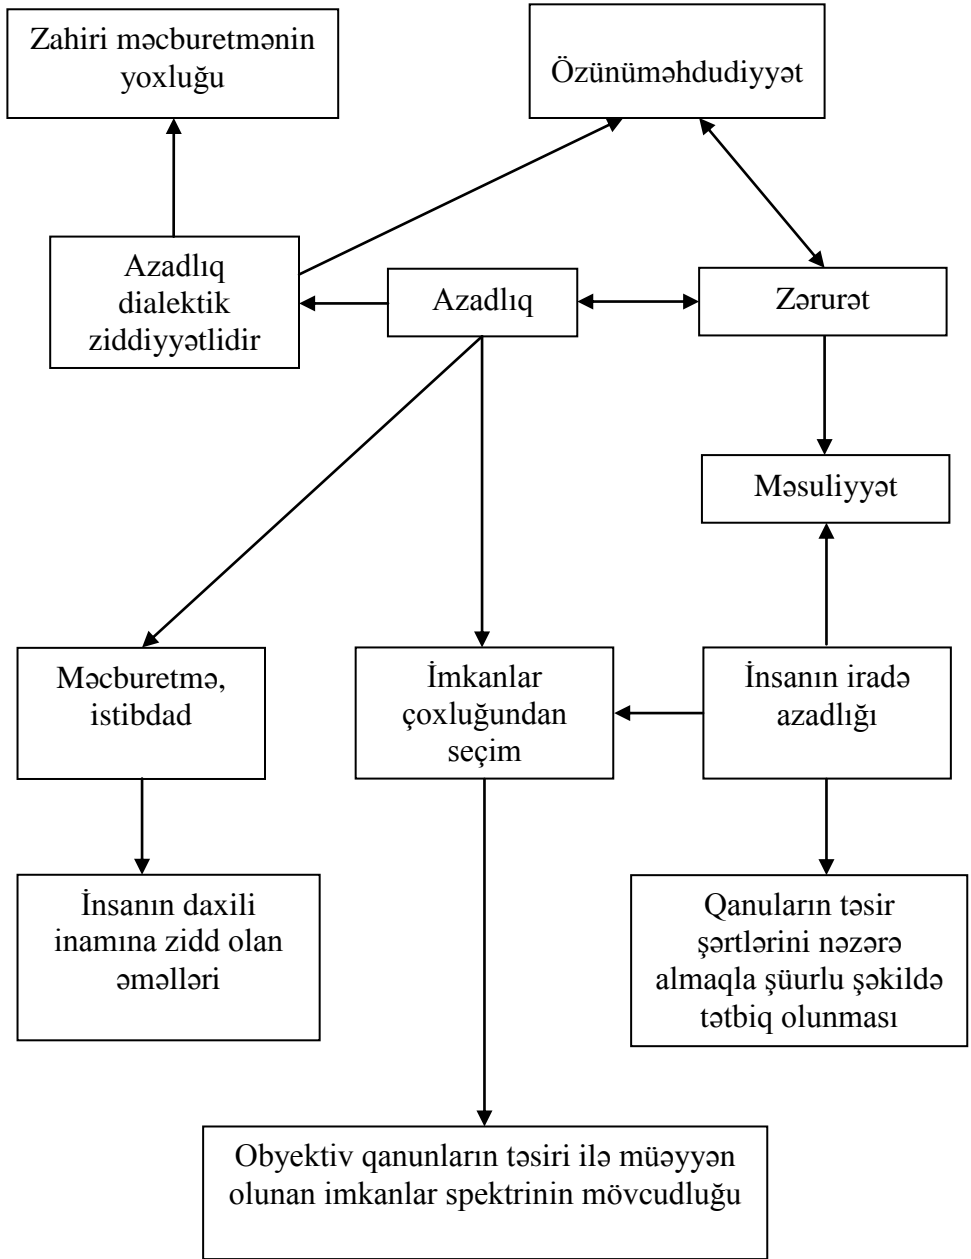 Zahiri məcburetmənin
yoxluğu
Özünüməhdudiyyət
Azadlıq
dialektik
ziddiyyətlidir
Azadlıq
Zərurət
Məsuliyyət
Məcburetmə,
istibdad
İmkanlar
çoxluğundan
seçim
İnsanın iradə
azadlığı
İnsanın daxili
inamına zidd olan
əməlləri
Qanuların təsir
şərtlərini nəzərə
almaqla şüurlu şəkildə
tətbiq olunması
Obyektiv qanunların təsiri ilə müəyyən
olunan imkanlar spektrinin mövcudluğu